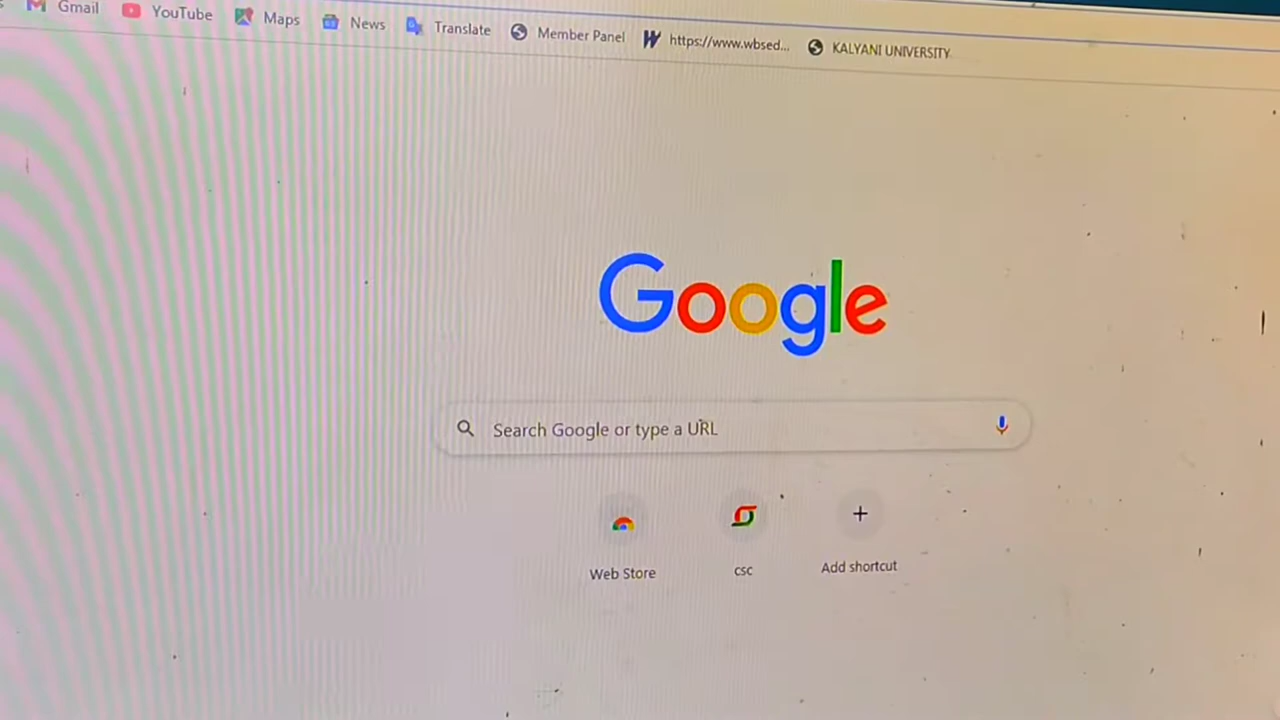 Gmail YouTube Maps News Translate Member Panel https://www.wbsed... KALYANI UNIVERSITY
Google
Search Google or type a URL
Web Store csc Add shortcut